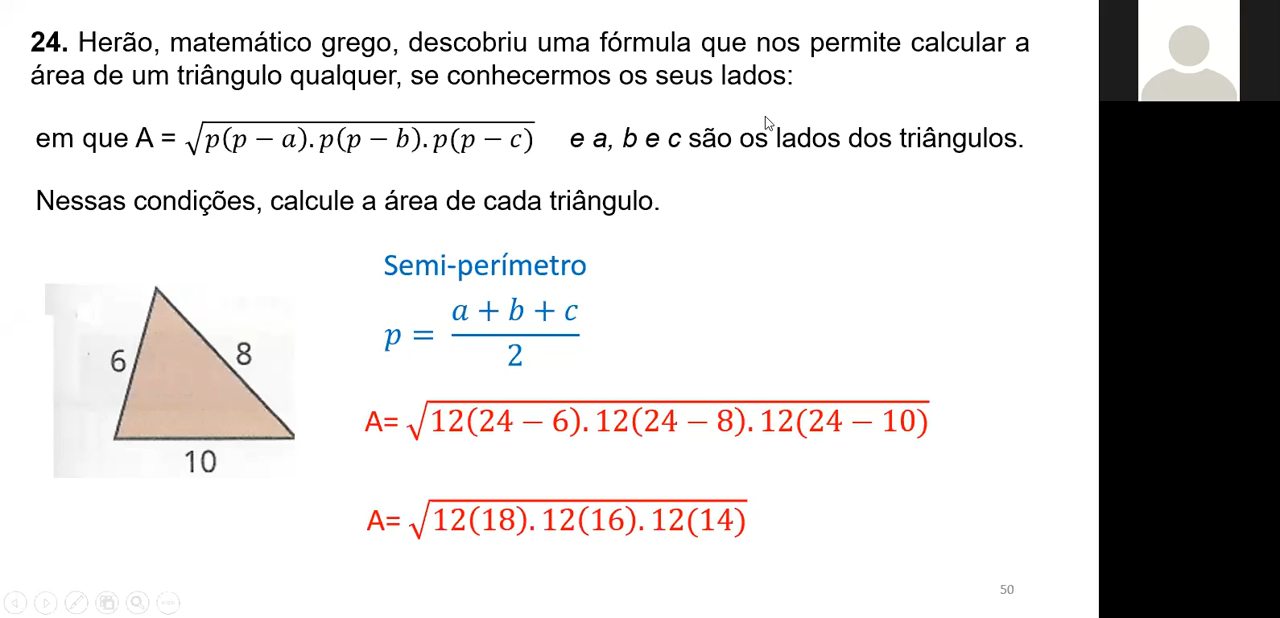 24. Herão, matemático grego, descobriu uma fórmula que nos permite calcular a
área de um triângulo qualquer, se conhecermos os seus lados:
em que A = √p(p − a).p(p − b).p(p − c) e a, b e c são os lados dos triângulos.
Nessas condições, calcule a área de cada triângulo.
Semi-perímetro
p = (a + b + c)/2
6
8
10
A= √12(24 − 6).12(24 − 8).12(24 − 10)
A= √12(18).12(16).12(14)
50